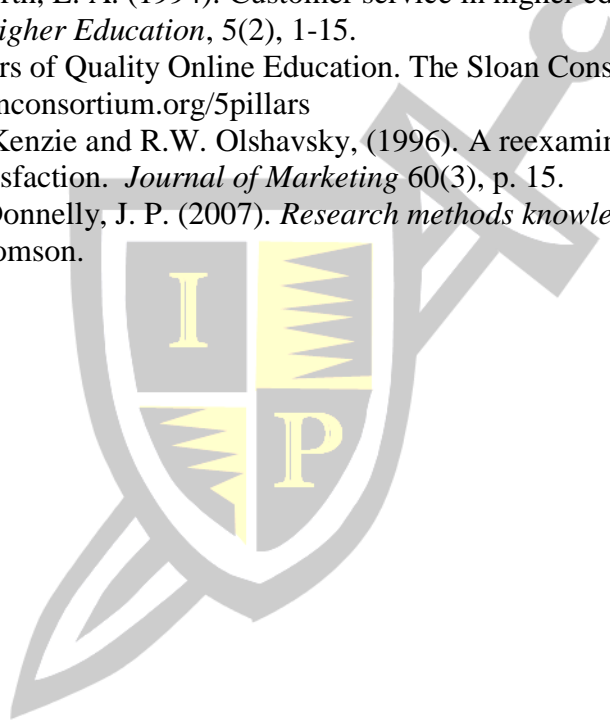 E. A. (1994). Customer service in higher
igher Education, 5(2), 1-15.
rs of Quality Online Education. The Sloan Cons
nconsortium.org/5pillars
Kenzie and R.W. Olshavsky, (1996). A reexamin
sfaction. Journal of Marketing 60(3), p. 15.
Donnelly, J. P. (2007). Research methods knowle
omson.
I
P